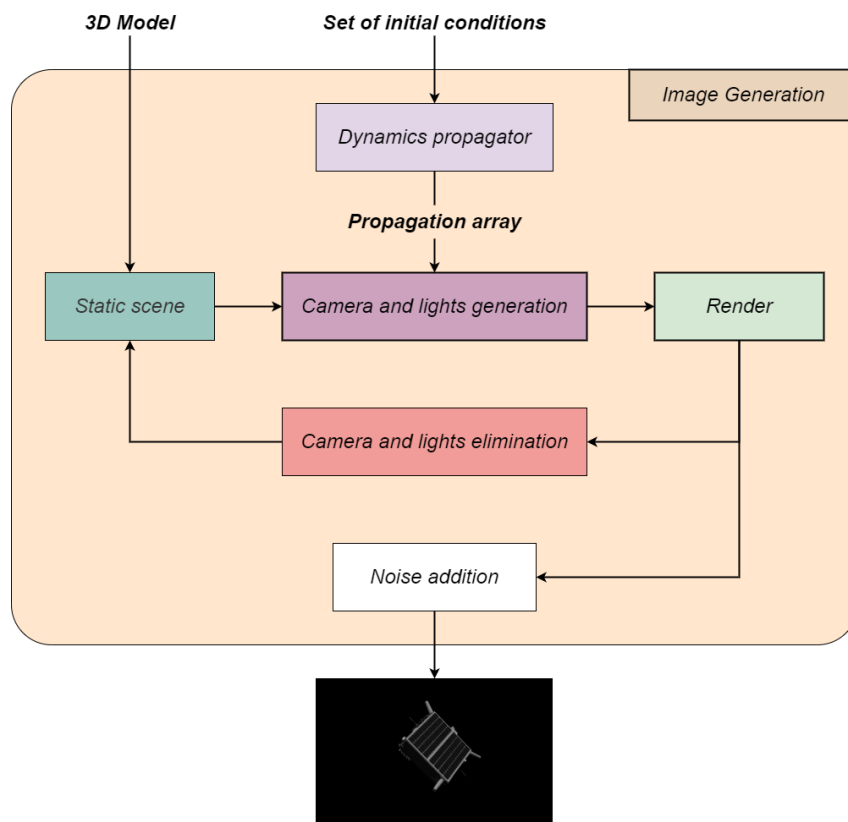 3D Model
Set of initial conditions
Image Generation
Dynamics propagator
Propagation array
Static scene
Camera and lights generation
Render
Camera and lights elimination
Noise addition